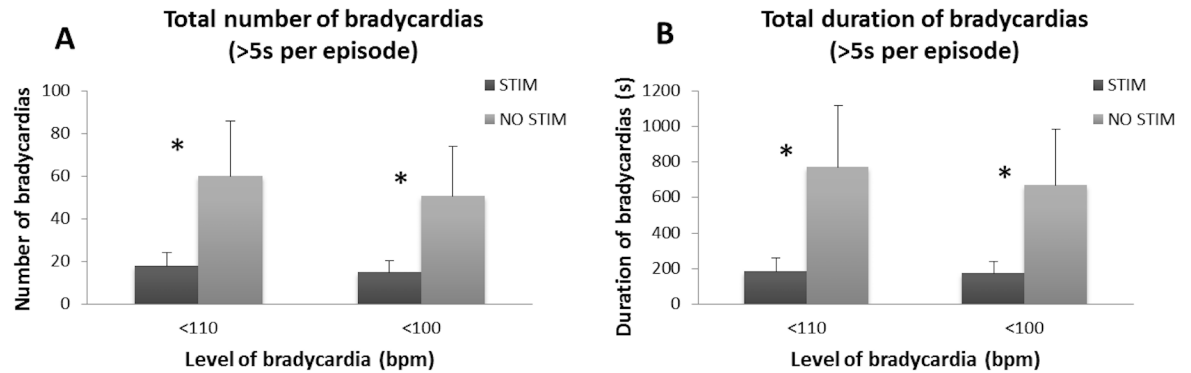 A
Total number of bradycardias
(>5s per episode)
STIM
NO STIM
Number of bradycardias
100
80
60
40
20
0
*
*
<110
<100
Level of bradycardia (bpm)
B
Total duration of bradycardias
(>5s per episode)
STIM
NO STIM
Duration of bradycardias (s)
1200
1000
800
600
400
200
0
*
*
<110
<100
Level of bradycardia (bpm)